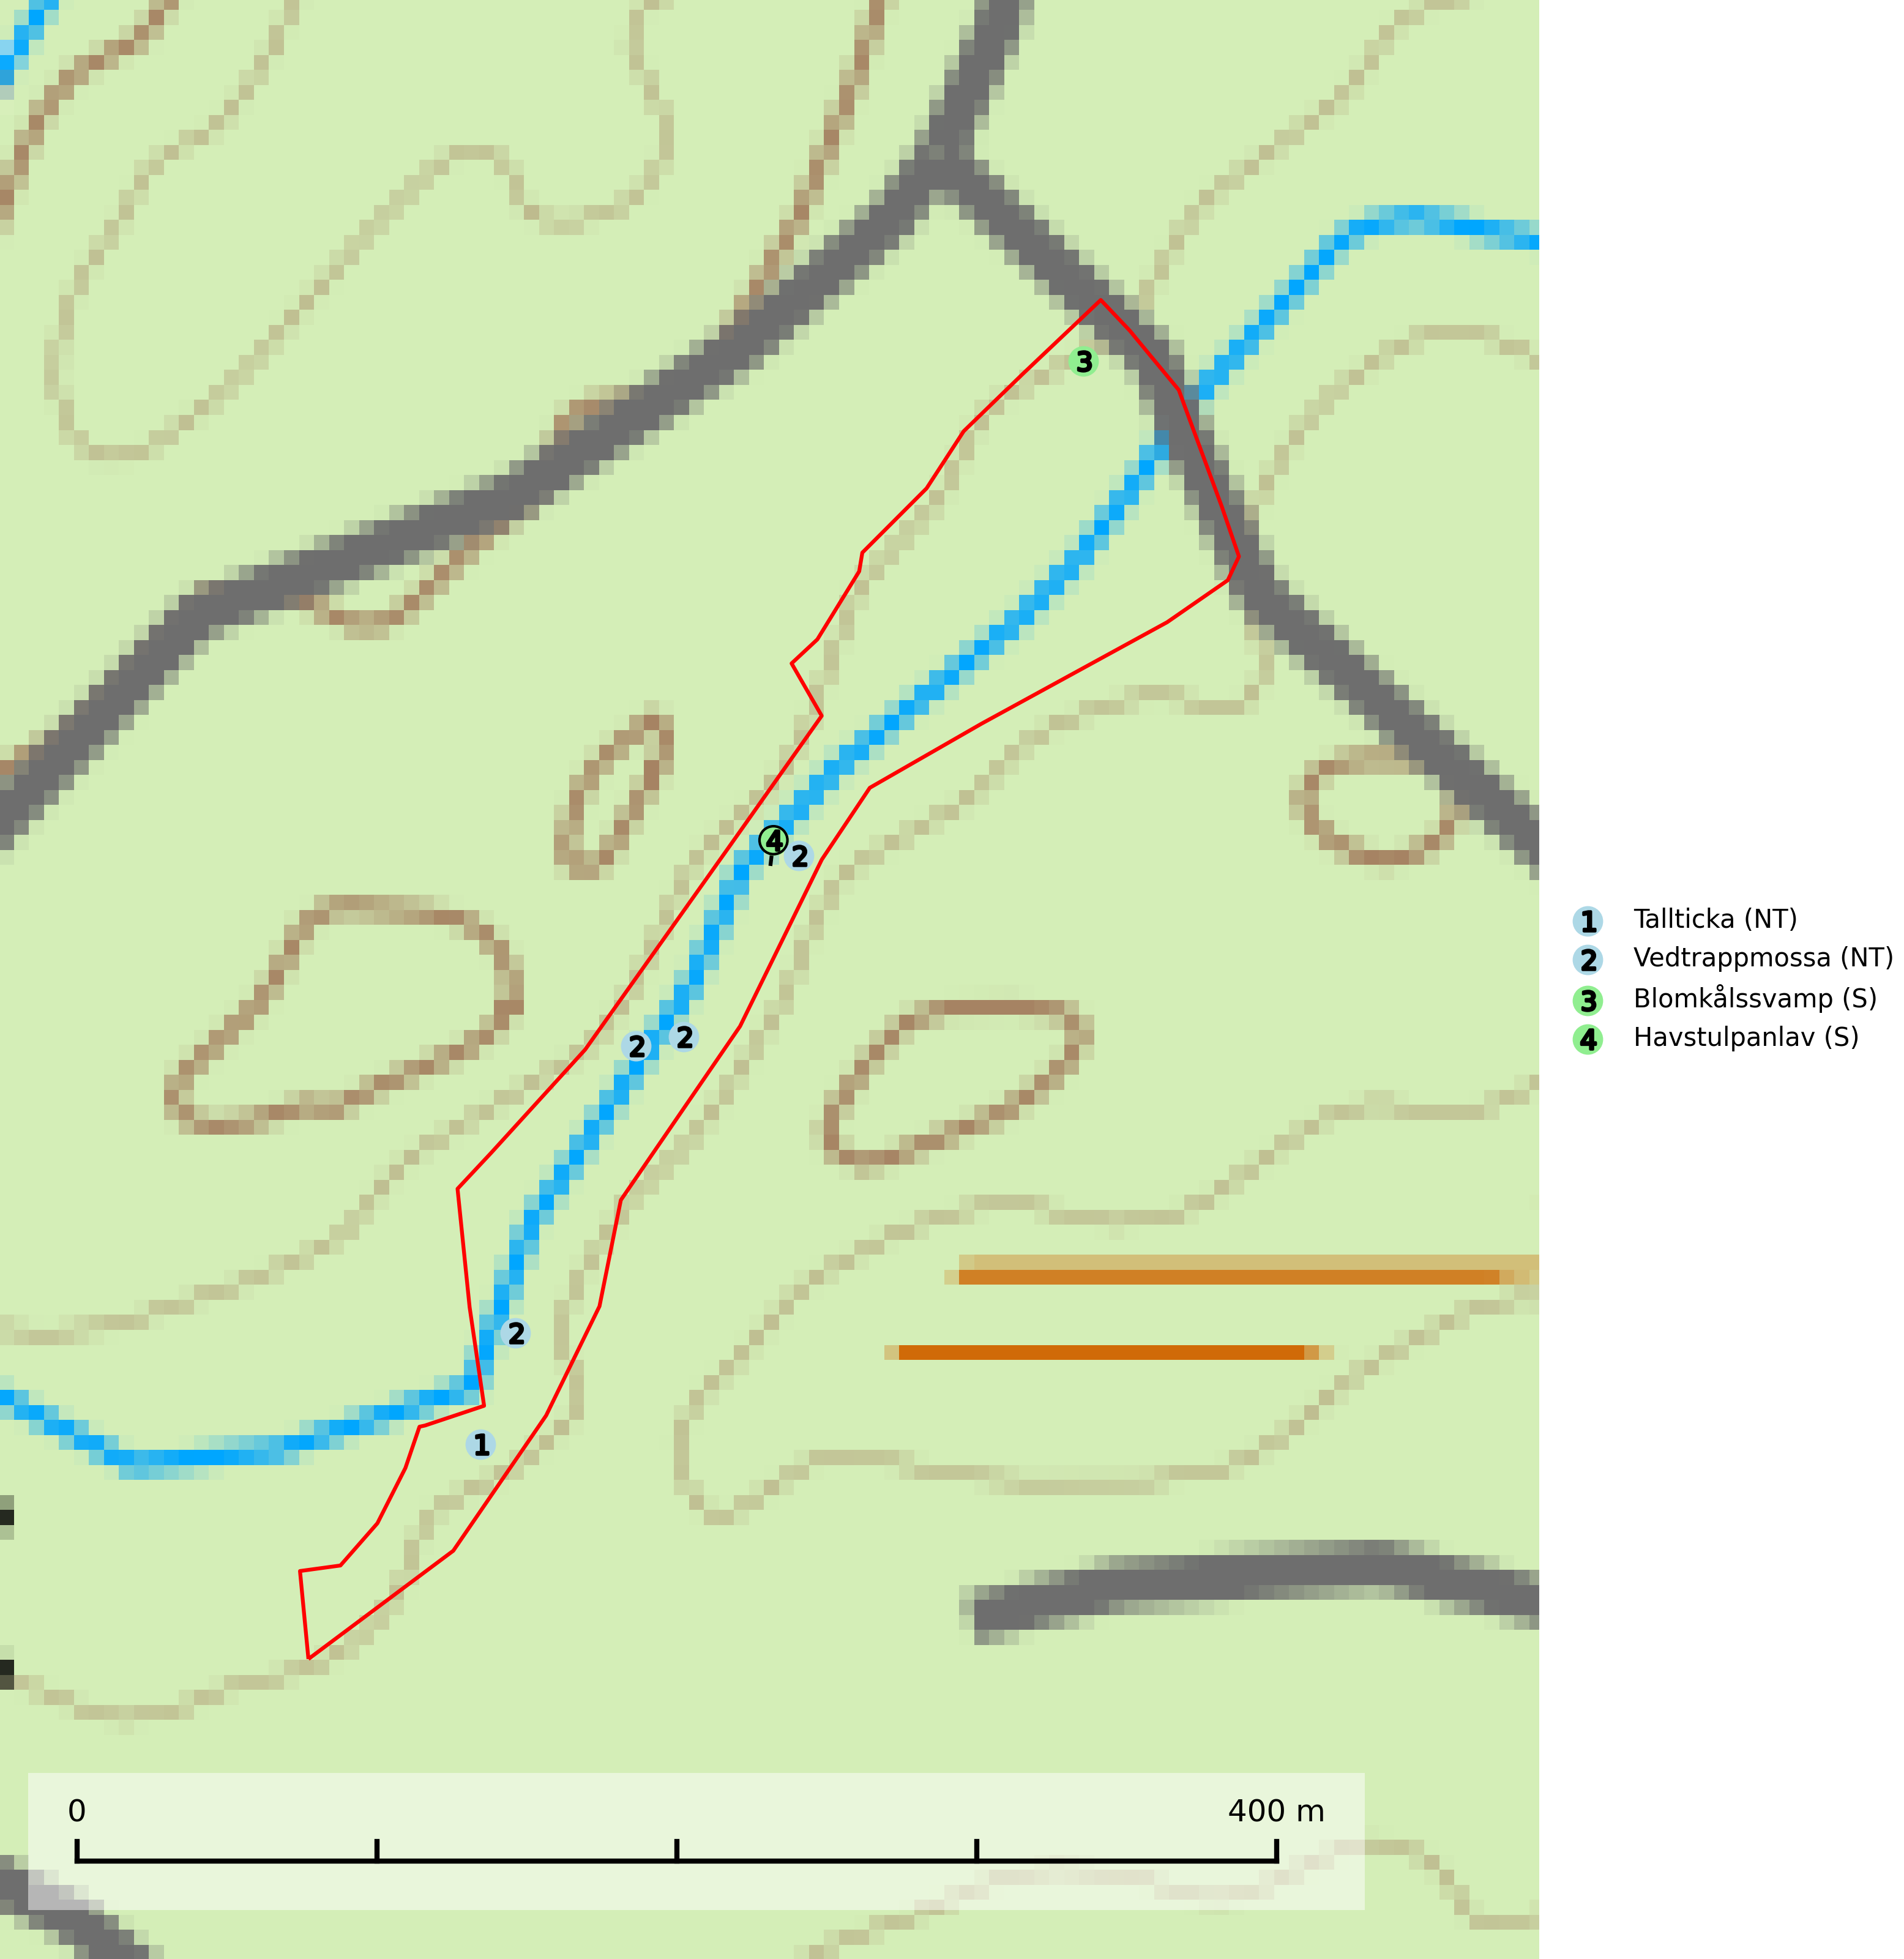 3
4
2
2
2
2
1
1 Tallticka (NT)
2 Vedtrappmossa (NT)
3 Blomkålssvamp (S)
4 Havstulpanlav (S)
0 400 m